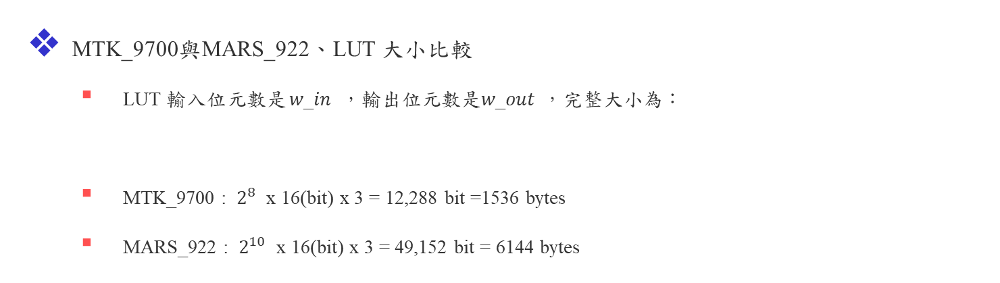 MTK_9700與MARS_922、LUT 大小比較
LUT 輸入位元數是w_in ，輸出位元數是w_out ，完整大小為：
MTK_9700 : 2⁸ x 16(bit) x 3 = 12,288 bit =1536 bytes
MARS_922 : 2¹⁰ x 16(bit) x 3 = 49,152 bit = 6144 bytes